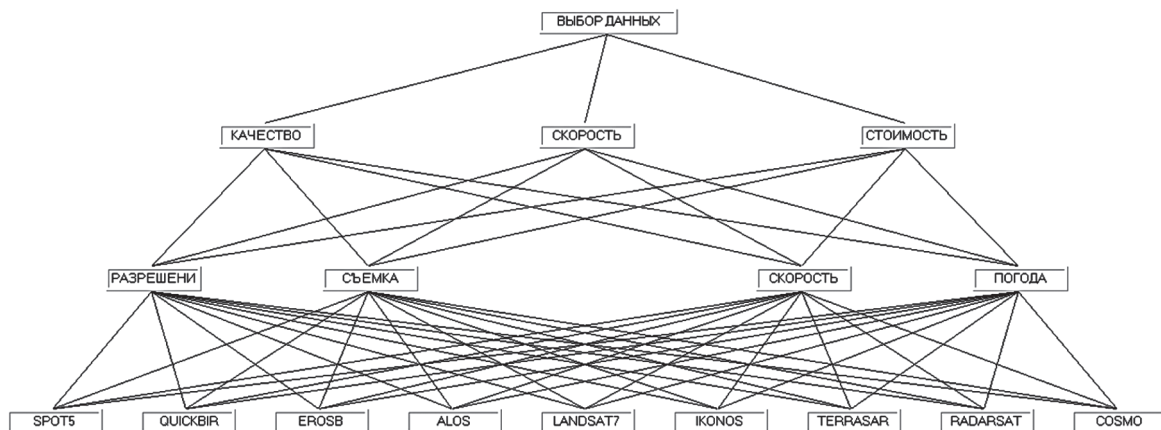 ВЫБОР ДАННЫХ
КАЧЕСТВО СКОРОСТЬ СТОИМОСТЬ
РАЗРЕШЕНИ СЪЕМКА СКОРОСТЬ ПОГОДА
SPOT5 QUICKBIR EROSB ALOS LANDSAT7 IKONOS TERRASAR RADARSAT COSMO